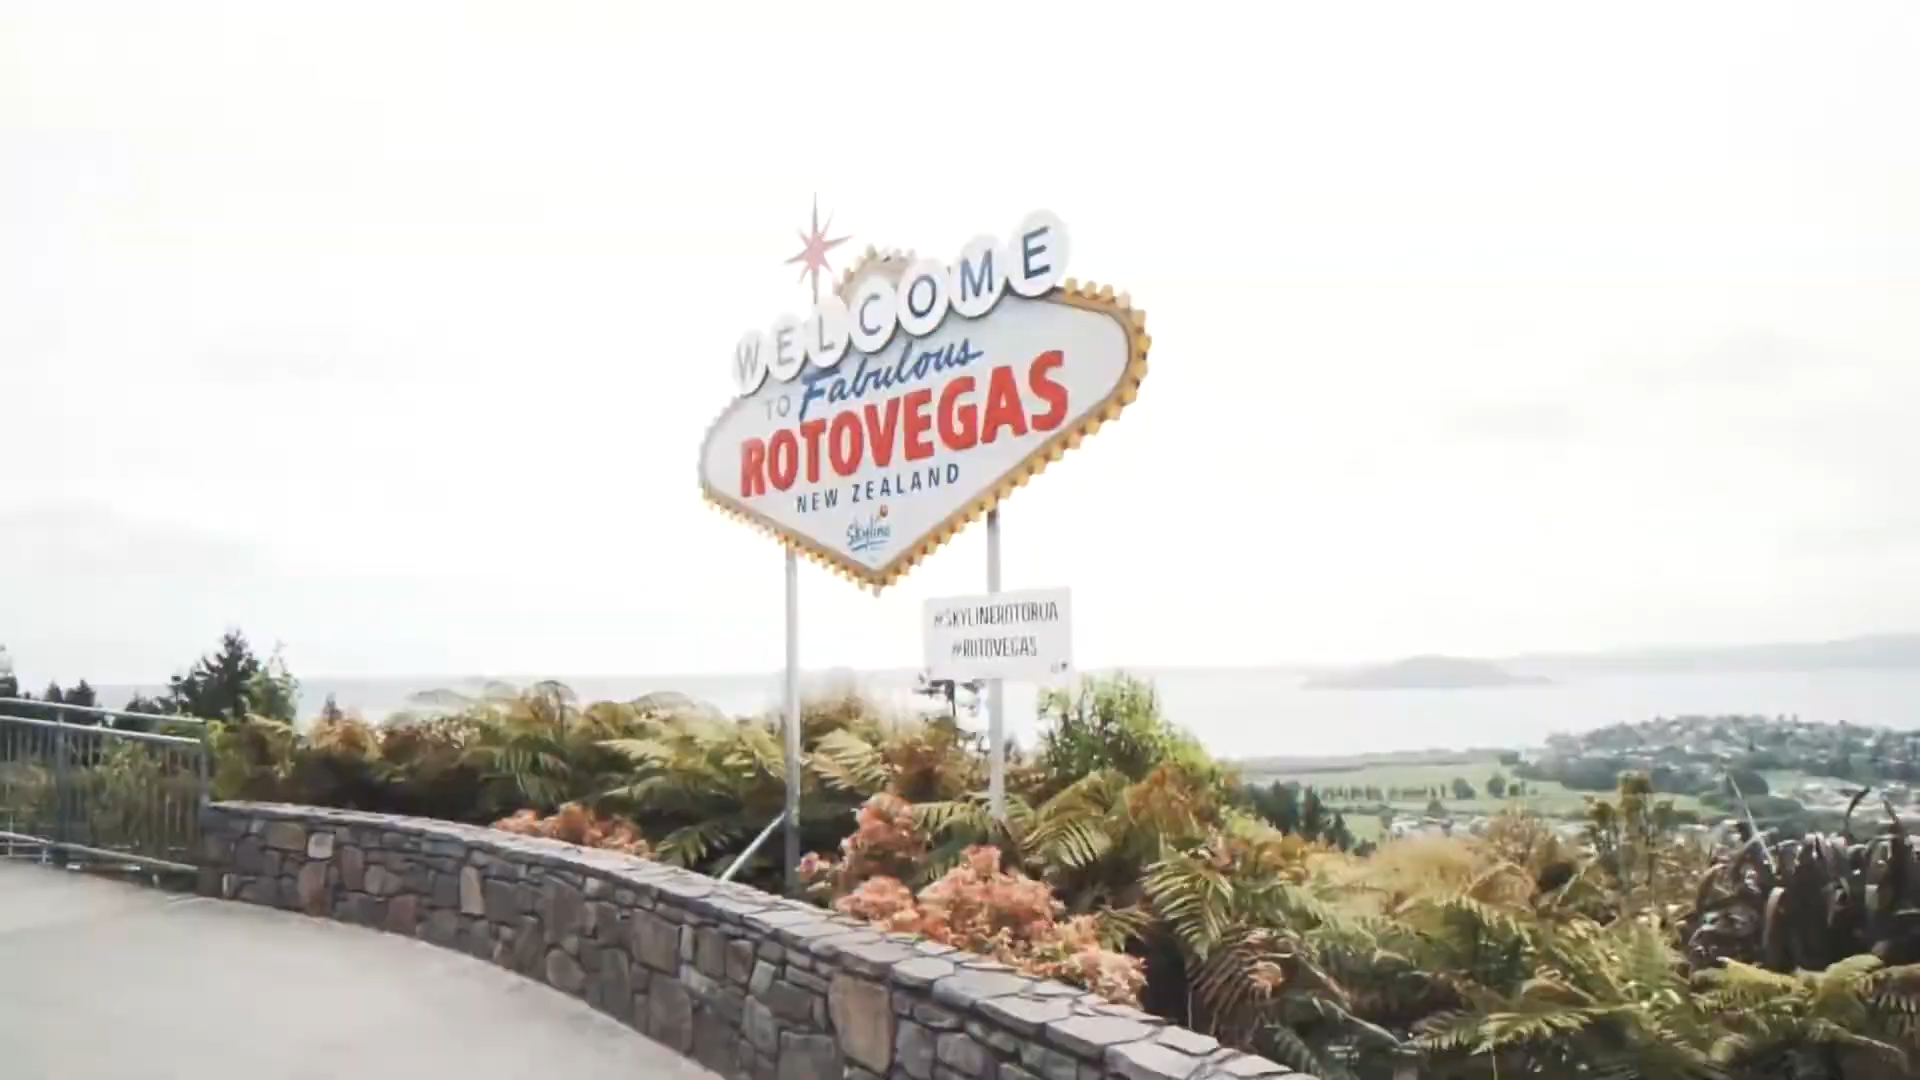 WELCOME
TO Fabulous
ROTOVEGAS
NEW ZEALAND
Skyline
#SKYLINEROTORUA
#ROTOVEGAS